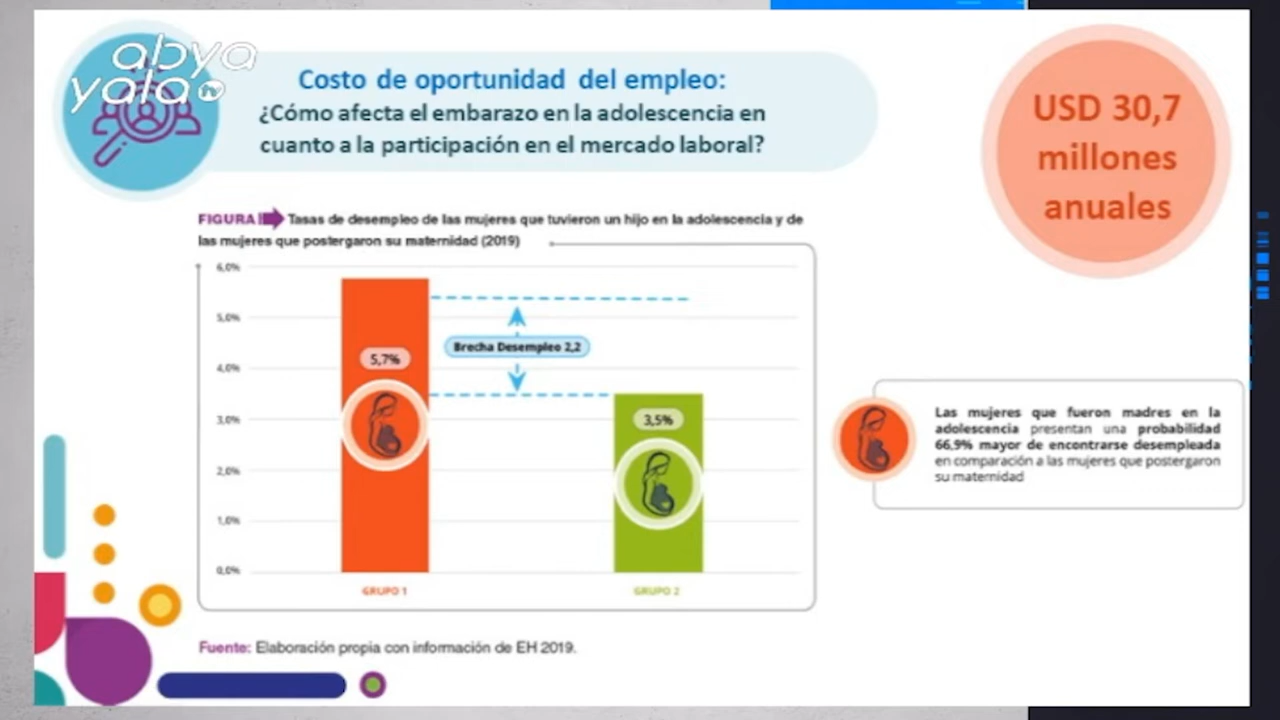 abya
yala tv
Costo de oportunidad del empleo:
¿Cómo afecta el embarazo en la adolescencia en
cuanto a la participación en el mercado laboral?
USD 30,7
millones
anuales
FIGURA Tasas de desempleo de las mujeres que tuvieron un hijo en la adolescencia y de
las mujeres que postergaron su maternidad (2019)
6,0%
5,0%
4,0%
3,0%
2,0%
1,0%
0,0%
5,7%
Brecha Desempleo 2,2
3,5%
GRUPO 1
GRUPO 2
Las mujeres que fueron madres en la
adolescencia presentan una probabilidad
66,9% mayor de encontrarse desempleada
en comparación a las mujeres que postergaron
su maternidad
Fuente: Elaboración propia con información de EH 2019.